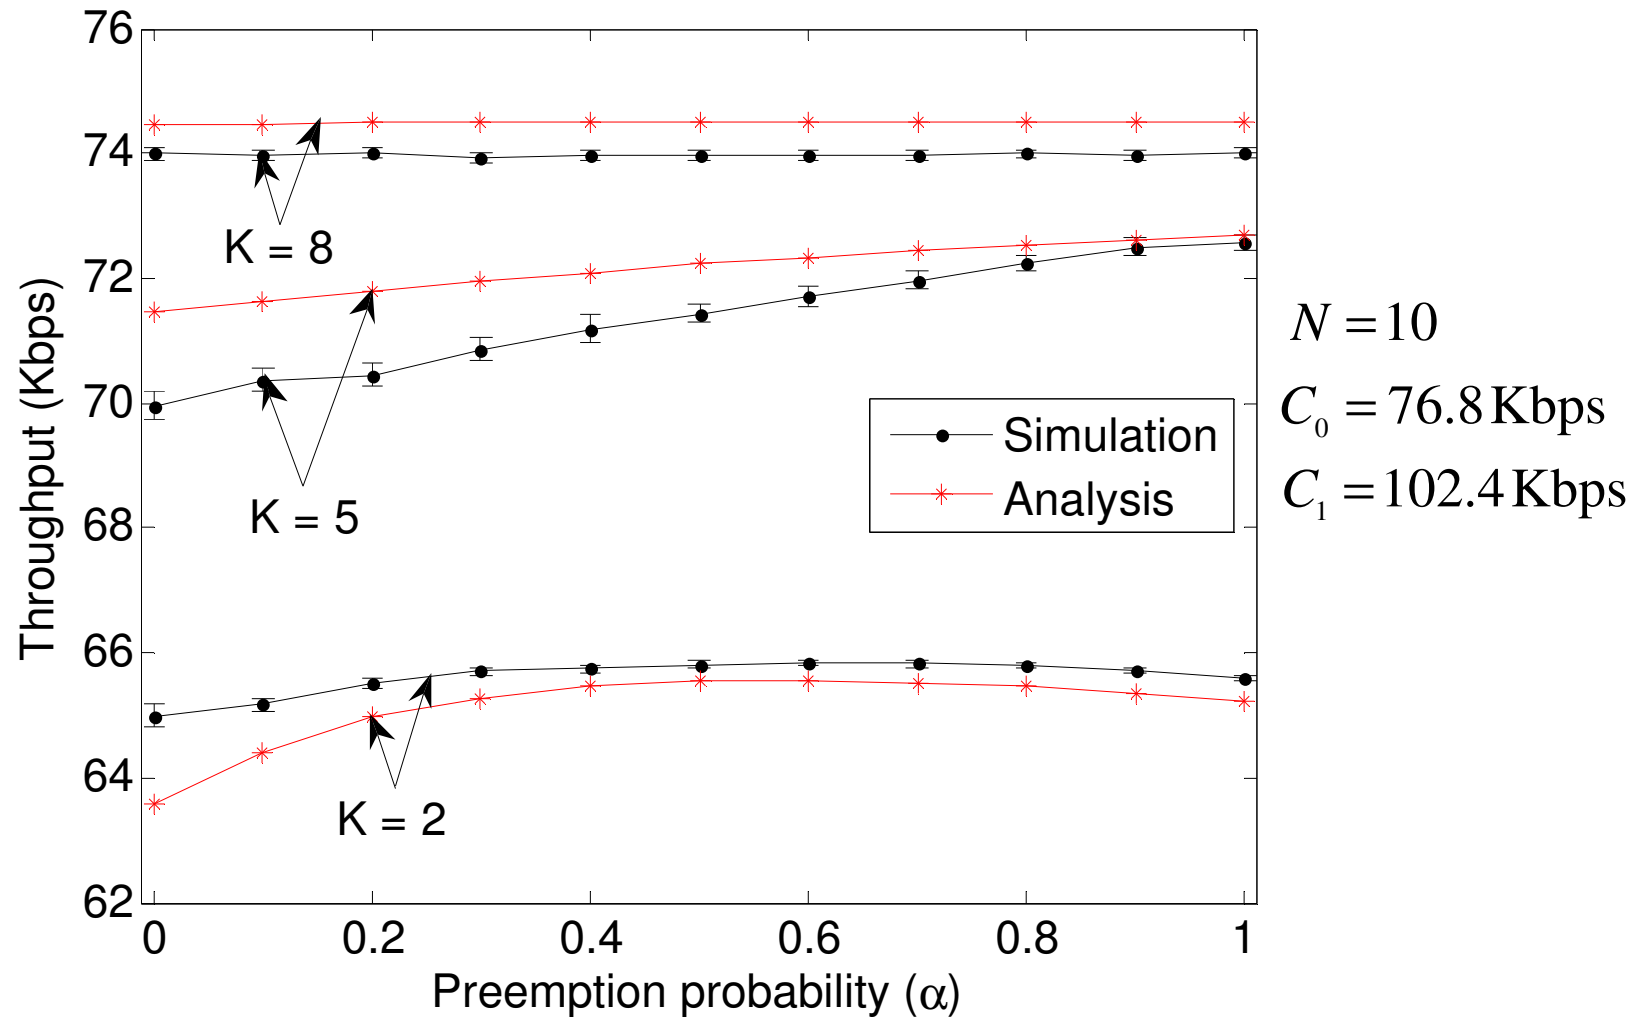 76
74
72
70
68
66
64
62
Throughput (Kbps)
K = 8
K = 5
K = 2
Simulation
Analysis
0
0.2
0.4
0.6
0.8
1
Preemption probability (α)
N = 10
C₀ = 76.8 Kbps
C₁ = 102.4 Kbps